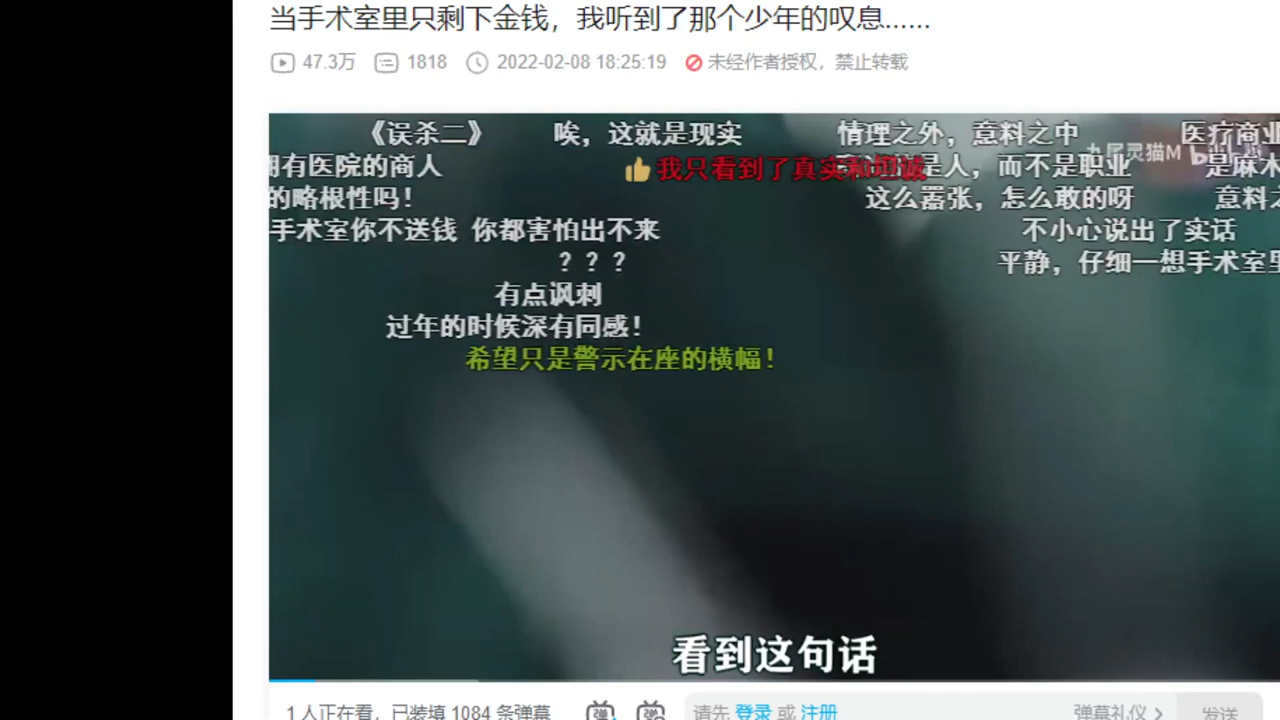 当手术室里只剩下金钱，我听到了那个少年的叹息……
47.3万 1818 2022-02-08 18:25:19 未经作者授权，禁止转载
《误杀二》 唉，这就是现实 情理之外，意料之中 医疗商业
有医院的商人 我只看到了真实和坦诚 是人，而不是职业 九尾灵猫M 是麻木
的略根性吗！ 这么嚣张，怎么敢的呀 意料之
手术室你不送钱 你都害怕出不来 不小心说出了实话
？？？ 平静，仔细一想手术室里
有点讽刺
过年的时候深有同感！
希望只是警示在座的横幅！
看到这句话
1 人正在看，已装填 1084 条弹幕 弹 弹 请先 登录 或 注册 弹幕礼仪 发送